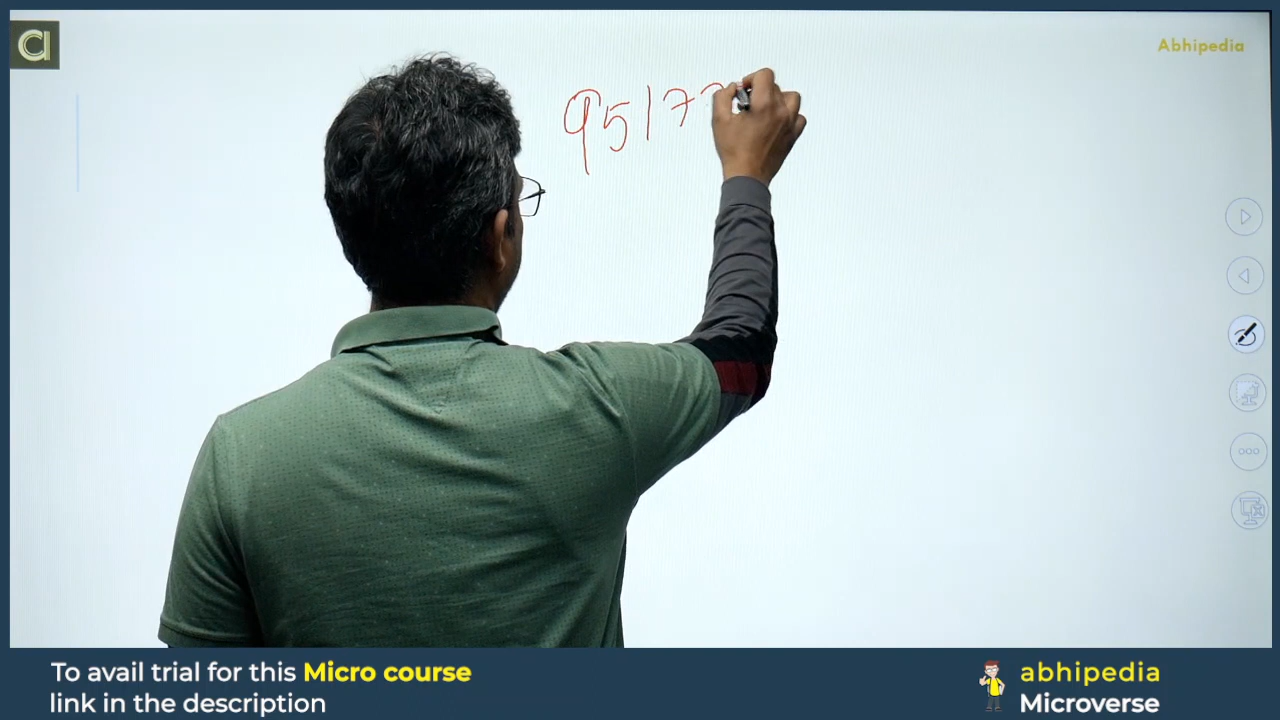 Abhipedia
9517
To avail trial for this Micro course
link in the description
abhipedia
Microverse